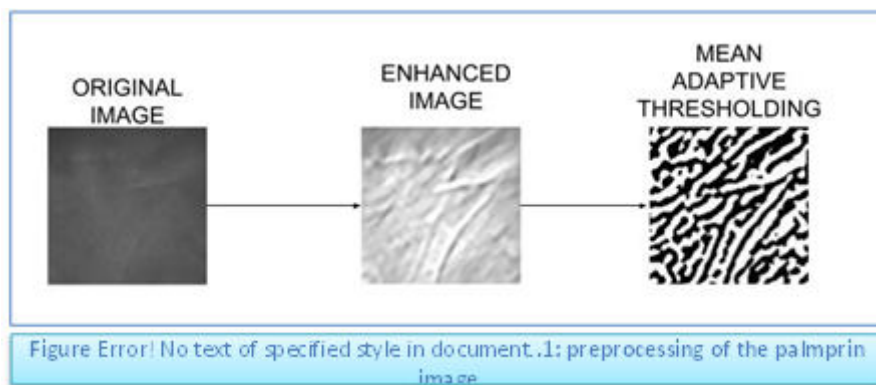 ORIGINAL
IMAGE
ENHANCED
IMAGE
MEAN
ADAPTIVE
THRESHOLDING
Figure Error! No text of specified style in document..1: preprocessing of the palmprin
image